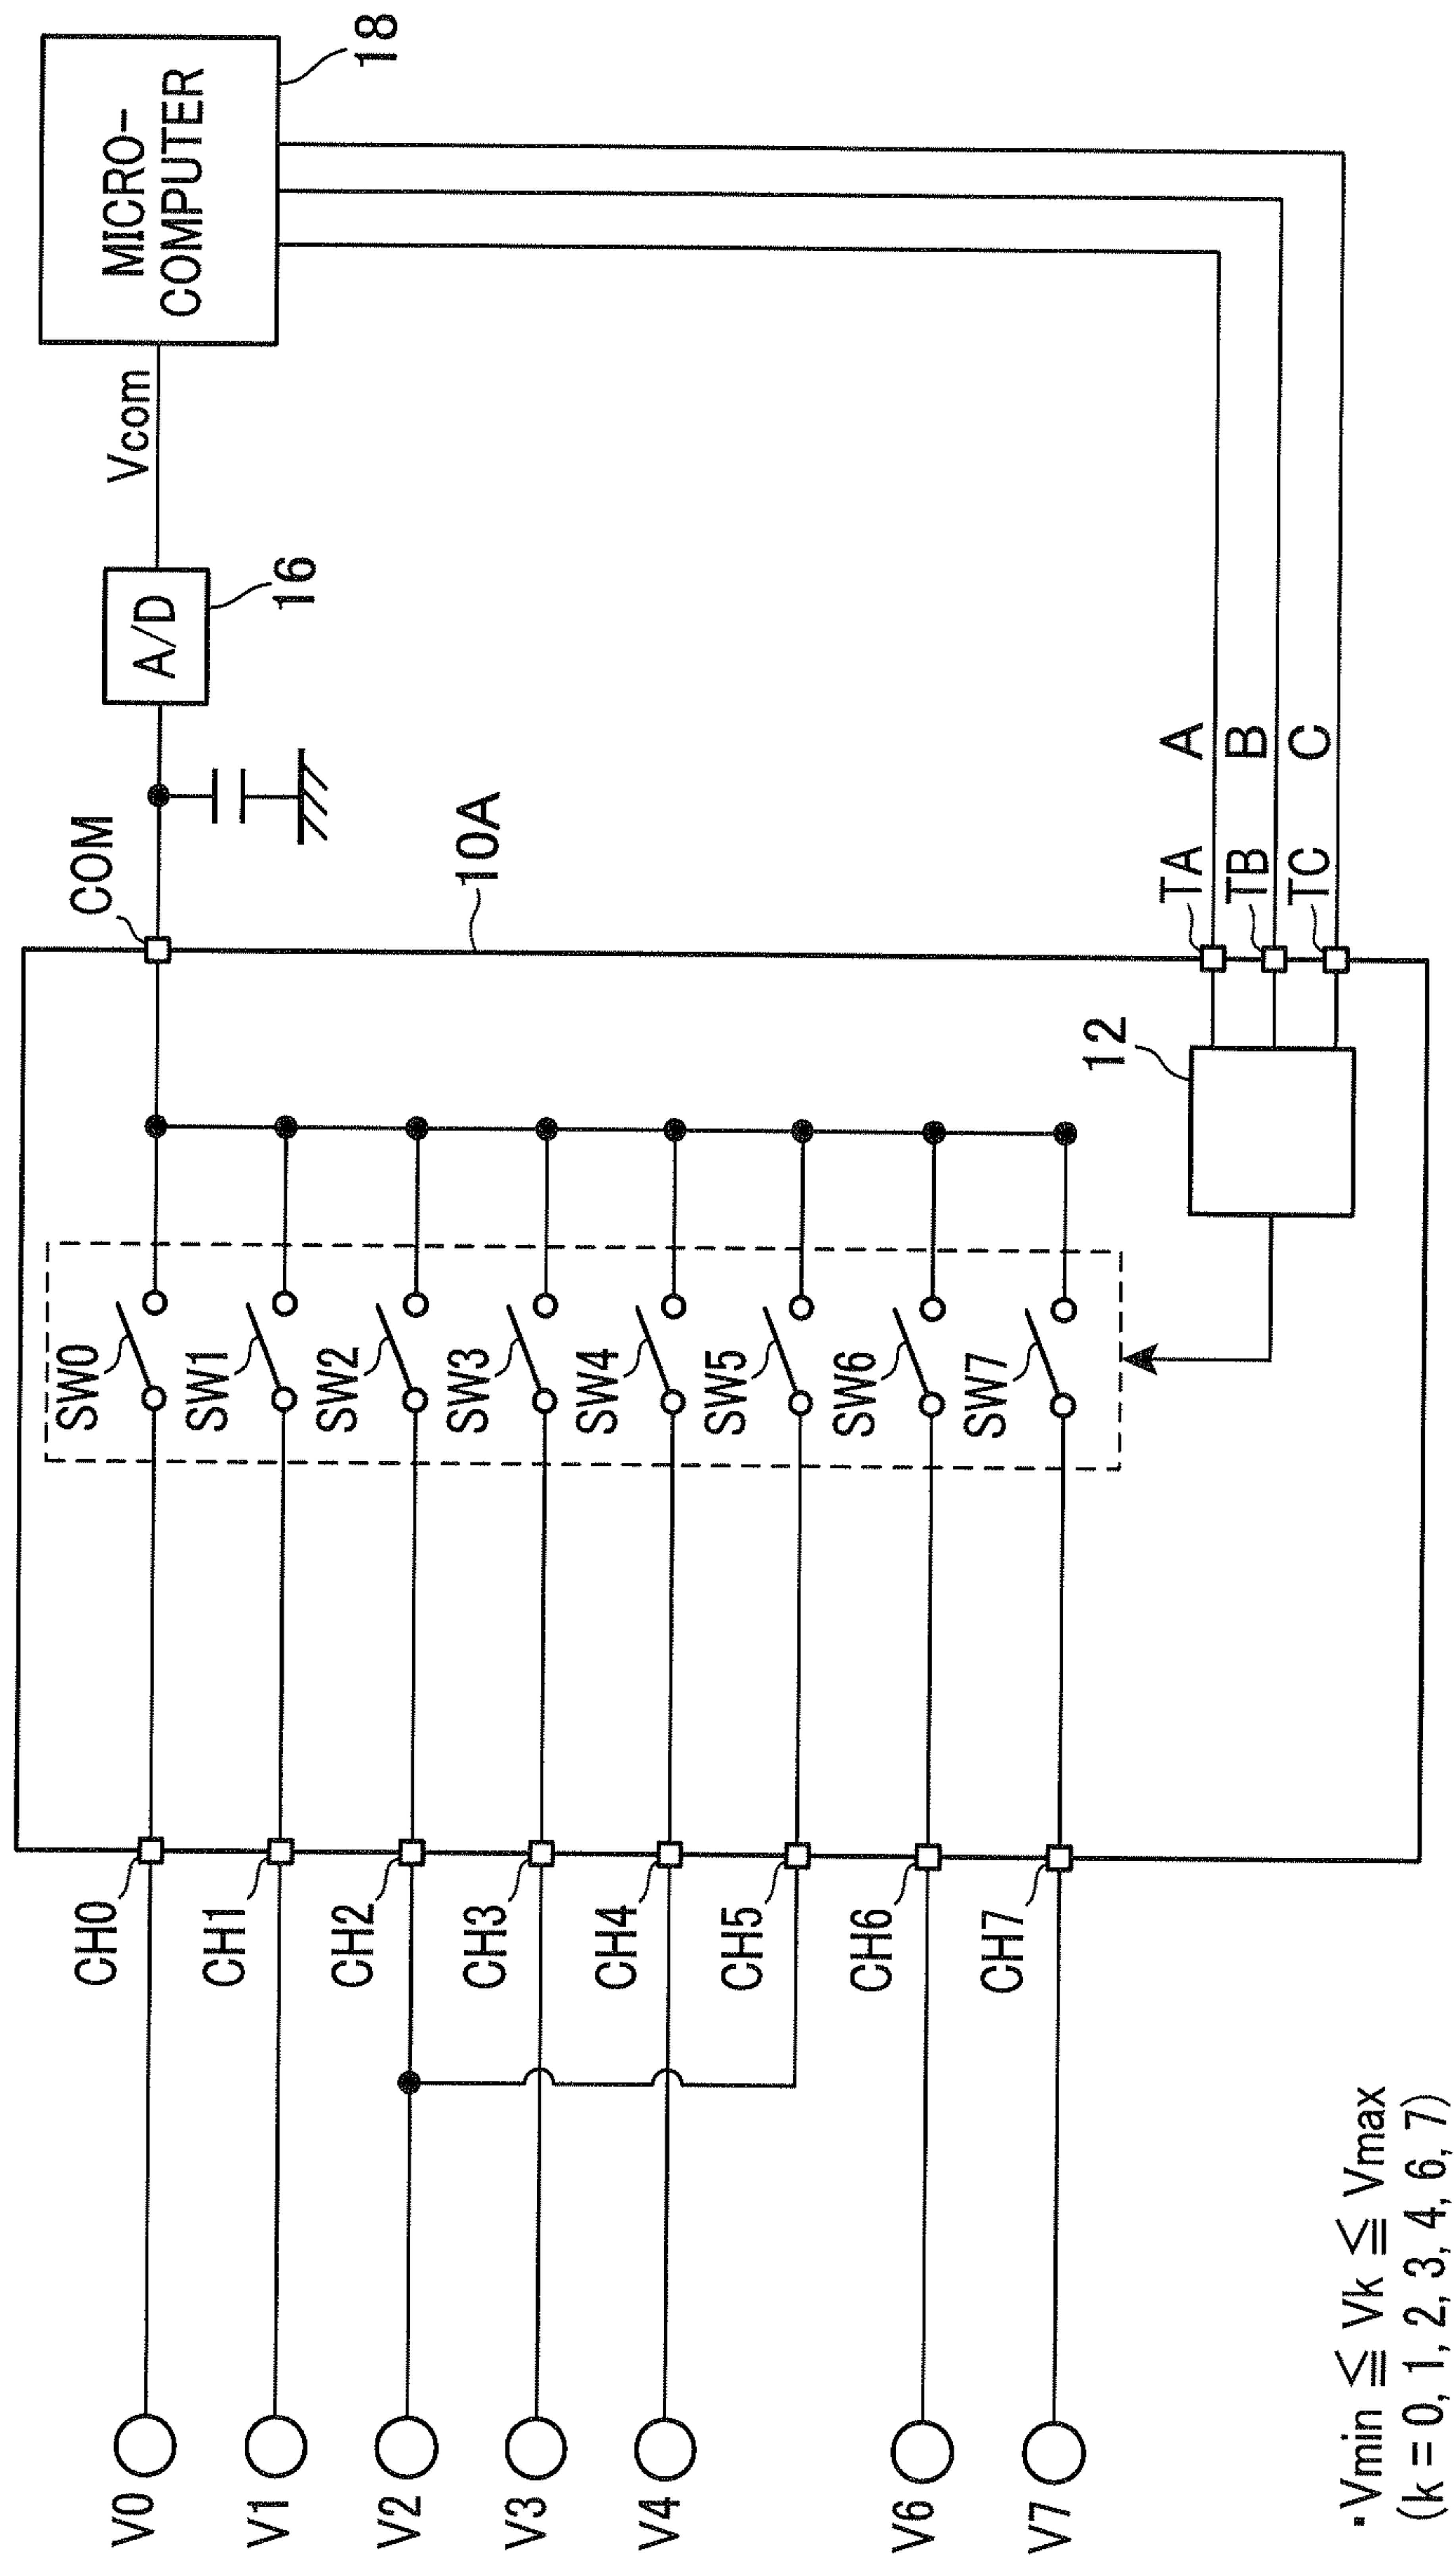 V0
V1
V2
V3
V4
V6
V7
CH0
CH1
CH2
CH3
CH4
CH5
CH6
CH7
SW0
SW1
SW2
SW3
SW4
SW5
SW6
SW7
12
10A
COM
TA
TB
TC
A
B
C
A/D
16
Vcom
MICRO-
COMPUTER
18
・Vmin ≦ Vk ≦ Vmax
(k = 0, 1, 2, 3, 4, 6, 7)